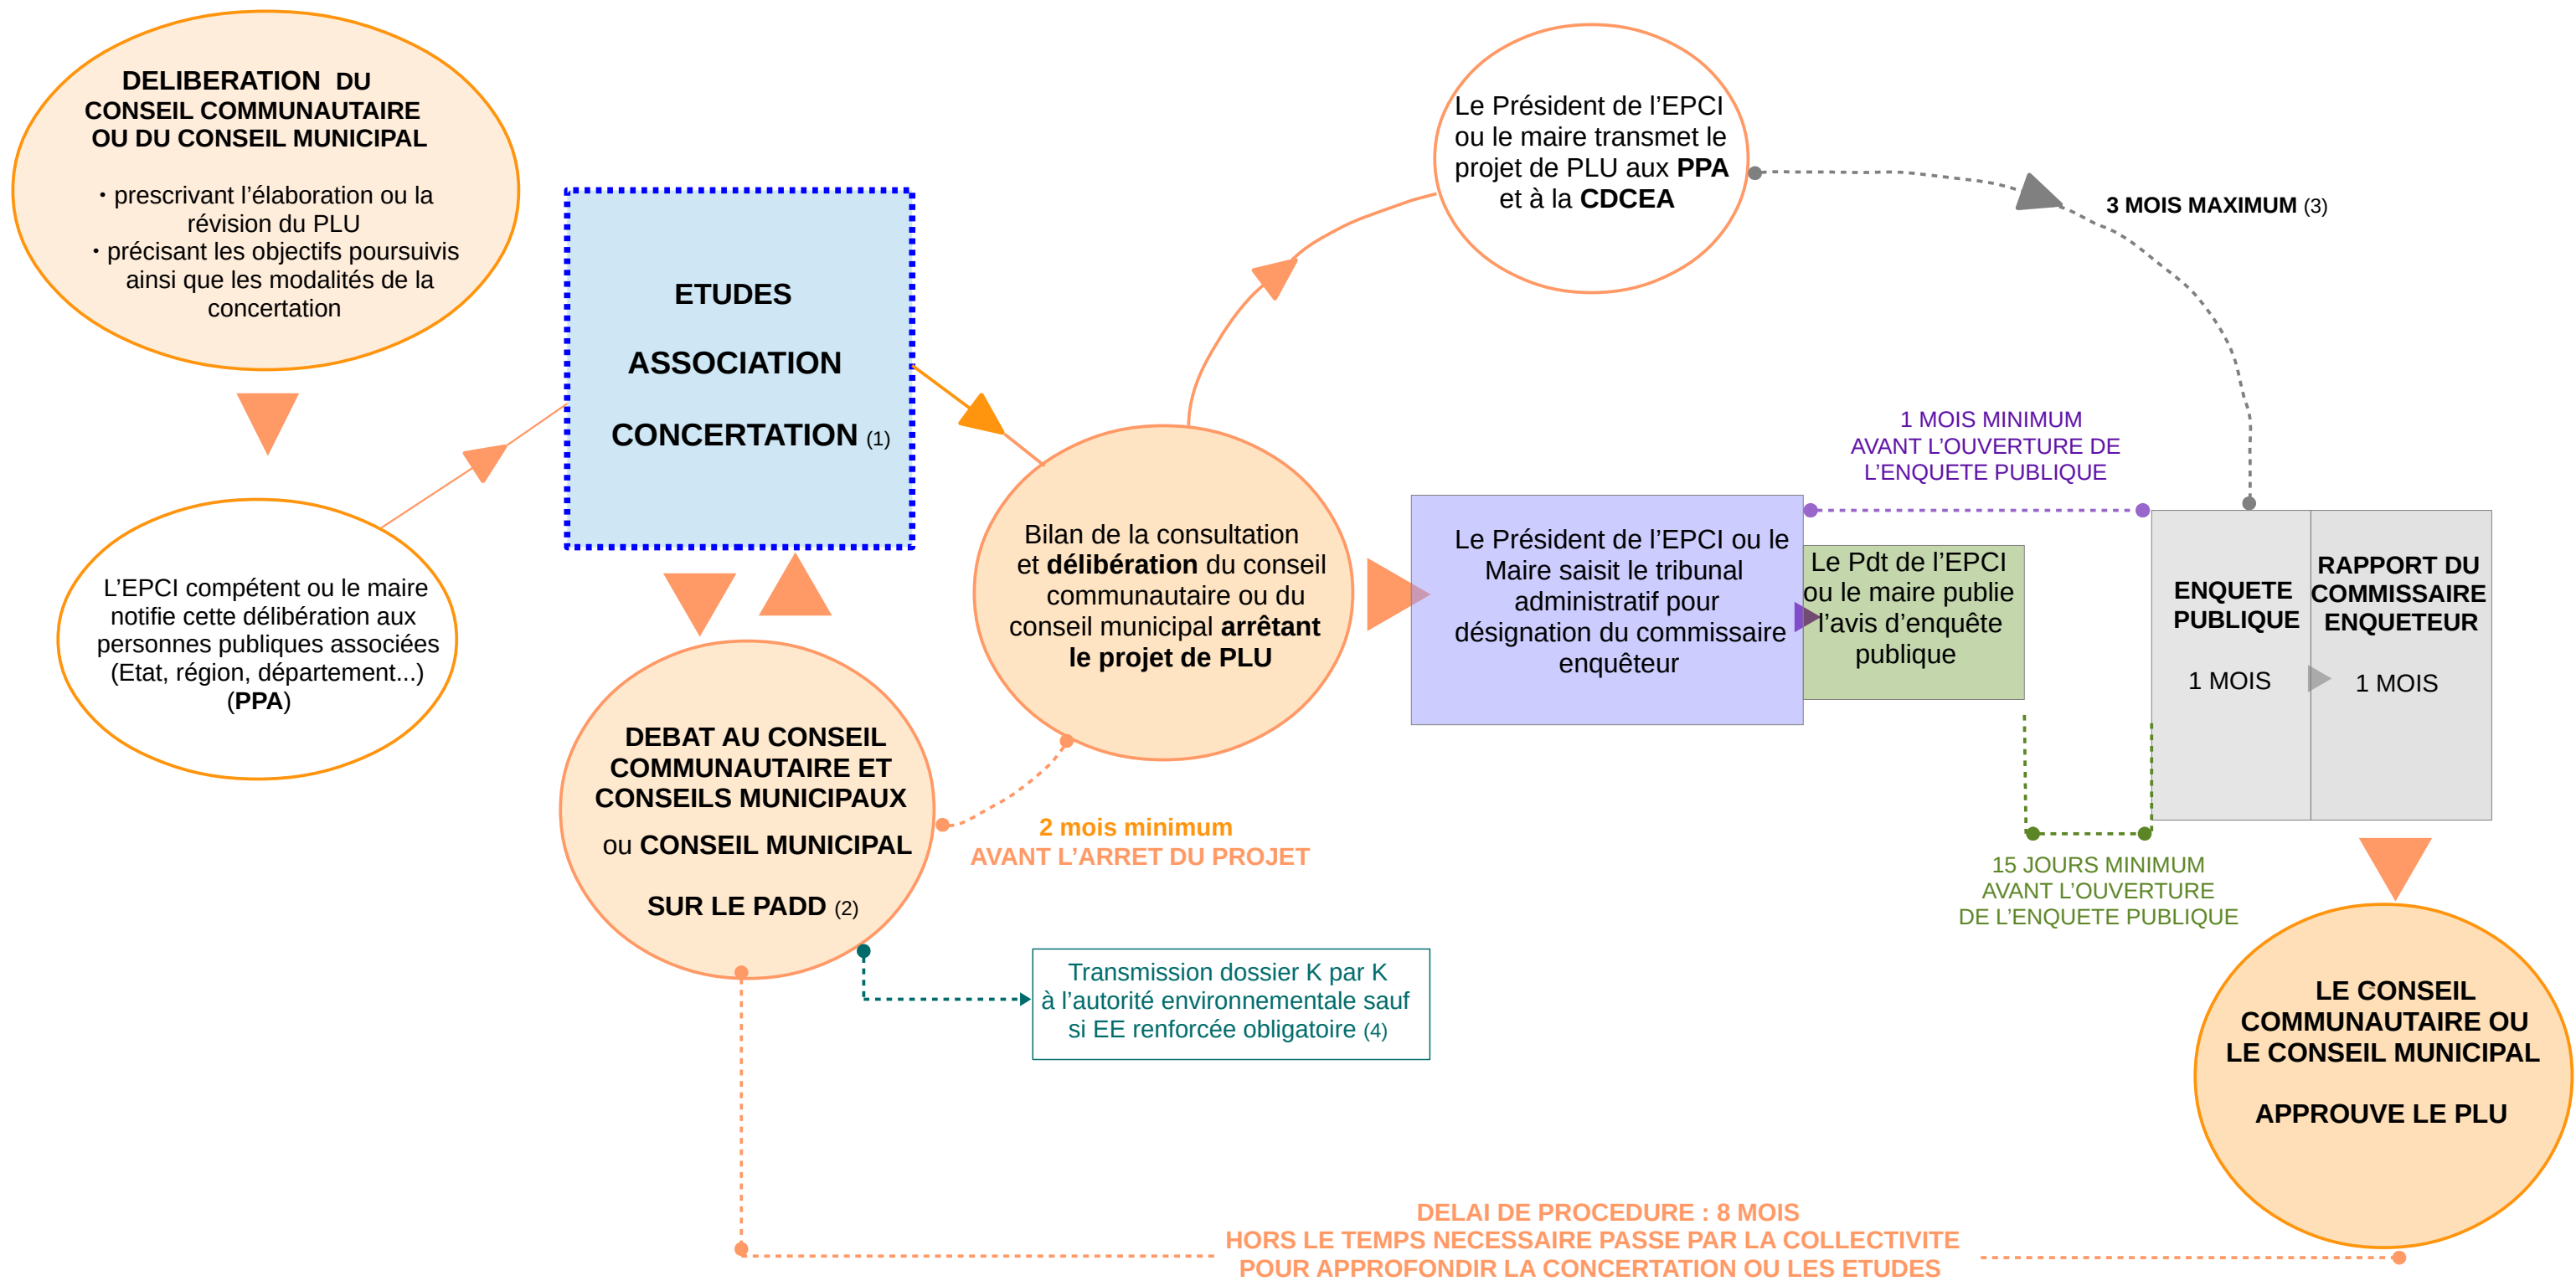 DELIBERATION DU
CONSEIL COMMUNAUTAIRE
OU DU CONSEIL MUNICIPAL
• prescrivant l’élaboration ou la
révision du PLU
• précisant les objectifs poursuivis
ainsi que les modalités de la
concertation
L’EPCI compétent ou le maire
notifie cette délibération aux
personnes publiques associées
(Etat, région, département...)
(PPA)
ETUDES
ASSOCIATION
CONCERTATION (1)
DEBAT AU CONSEIL
COMMUNAUTAIRE ET
CONSEILS MUNICIPAUX
ou CONSEIL MUNICIPAL
SUR LE PADD (2)
2 mois minimum
AVANT L’ARRET DU PROJET
Transmission dossier K par K
à l’autorité environnementale sauf
si EE renforcée obligatoire (4)
Bilan de la consultation
et délibération du conseil
communautaire ou du
conseil municipal arrêtant
le projet de PLU
Le Président de l’EPCI
ou le maire transmet le
projet de PLU aux PPA
et à la CDCEA
3 MOIS MAXIMUM (3)
Le Président de l’EPCI ou le
Maire saisit le tribunal
administratif pour
désignation du commissaire
enquêteur
1 MOIS MINIMUM
AVANT L’OUVERTURE DE
L’ENQUETE PUBLIQUE
Le Pdt de l’EPCI
ou le maire publie
l’avis d’enquête
publique
15 JOURS MINIMUM
AVANT L’OUVERTURE
DE L’ENQUETE PUBLIQUE
ENQUETE
PUBLIQUE
1 MOIS
RAPPORT DU
COMMISSAIRE
ENQUETEUR
1 MOIS
LE CONSEIL
COMMUNAUTAIRE OU
LE CONSEIL MUNICIPAL
APPROUVE LE PLU
DELAI DE PROCEDURE : 8 MOIS
HORS LE TEMPS NECESSAIRE PASSE PAR LA COLLECTIVITE
POUR APPROFONDIR LA CONCERTATION OU LES ETUDES